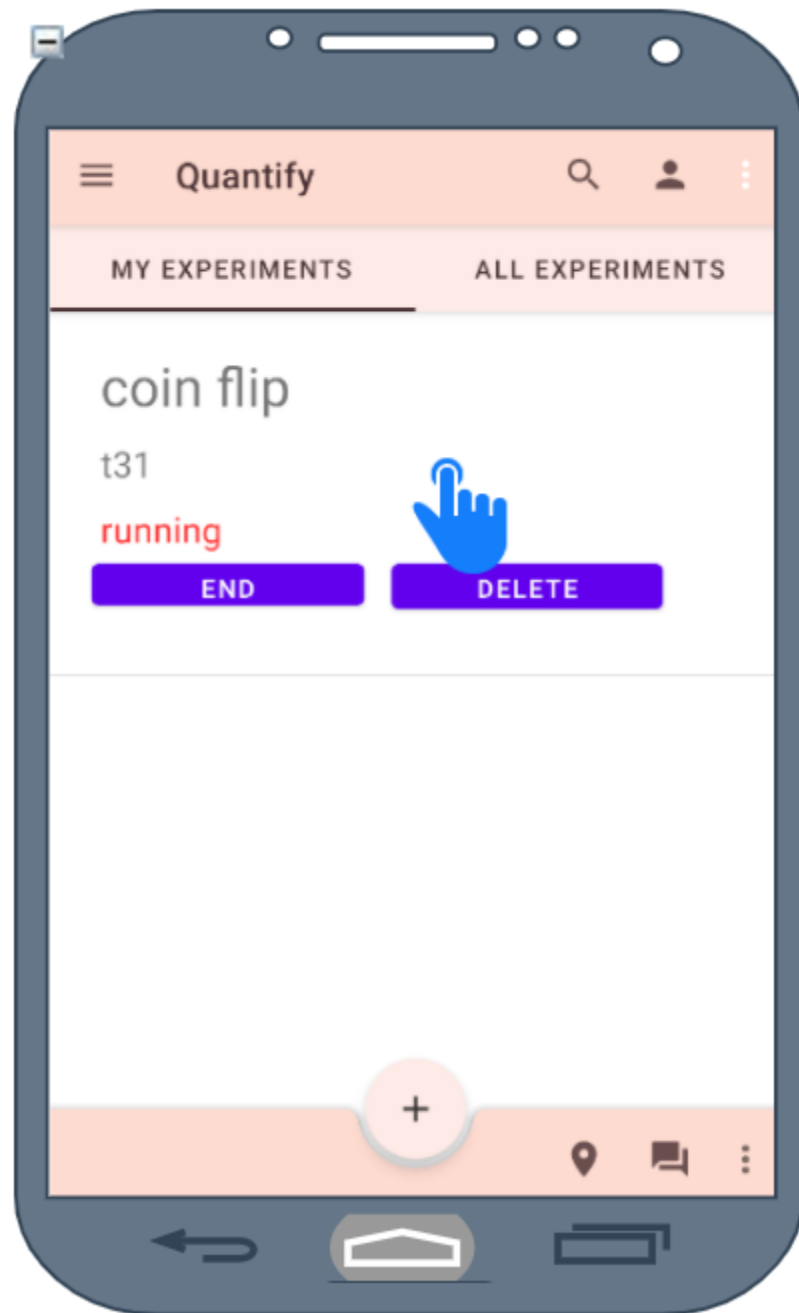 Quantify
MY EXPERIMENTS ALL EXPERIMENTS
coin flip
t31
running
END DELETE